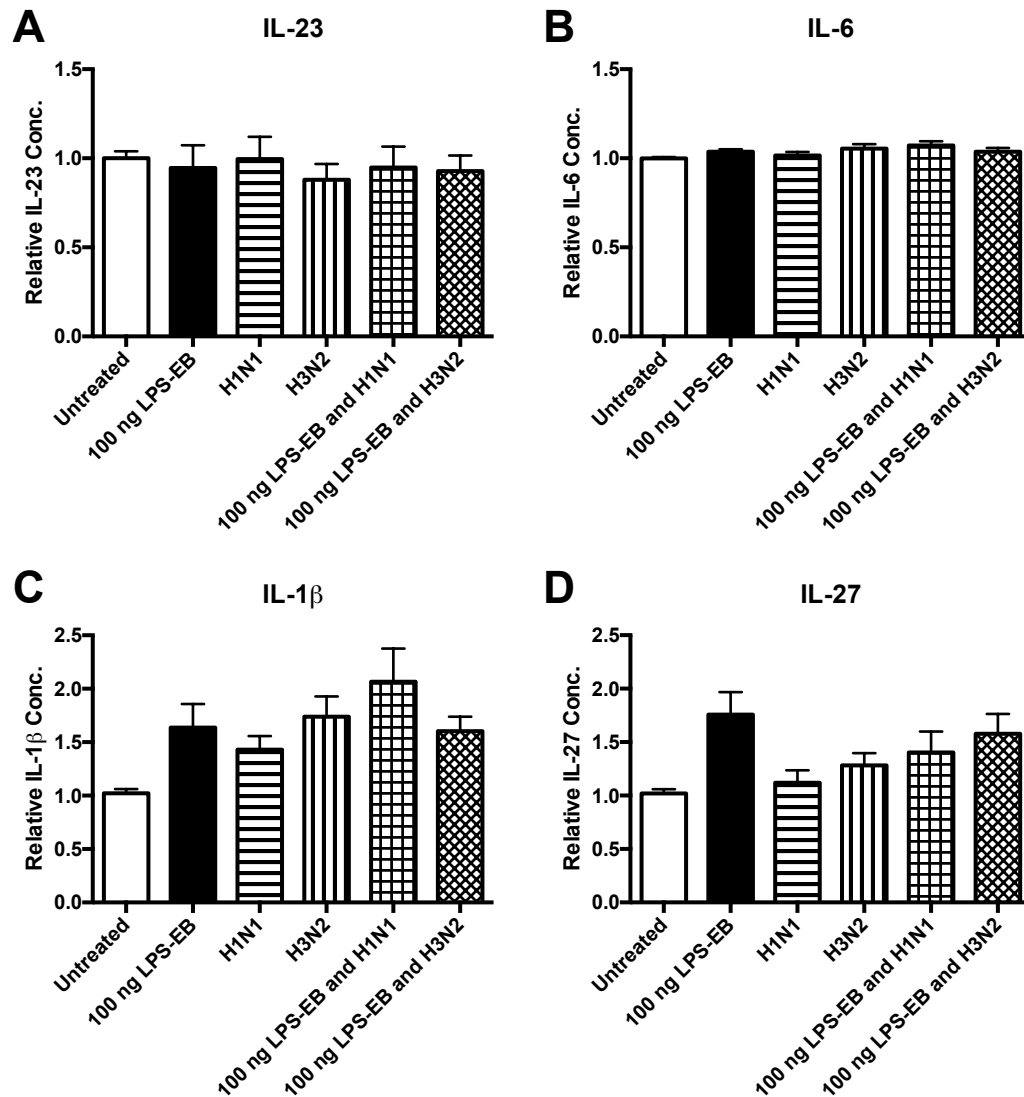 A
IL-23
Relative IL-23 Conc.
1.5
1.0
0.5
0.0
Untreated
100 ng LPS-EB
H1N1
H3N2
100 ng LPS-EB and H1N1
100 ng LPS-EB and H3N2
B
IL-6
Relative IL-6 Conc.
1.5
1.0
0.5
0.0
Untreated
100 ng LPS-EB
H1N1
H3N2
100 ng LPS-EB and H1N1
100 ng LPS-EB and H3N2
C
IL-1β
Relative IL-1β Conc.
2.5
2.0
1.5
1.0
0.5
0.0
Untreated
100 ng LPS-EB
H1N1
H3N2
100 ng LPS-EB and H1N1
100 ng LPS-EB and H3N2
D
IL-27
Relative IL-27 Conc.
2.5
2.0
1.5
1.0
0.5
0.0
Untreated
100 ng LPS-EB
H1N1
H3N2
100 ng LPS-EB and H1N1
100 ng LPS-EB and H3N2